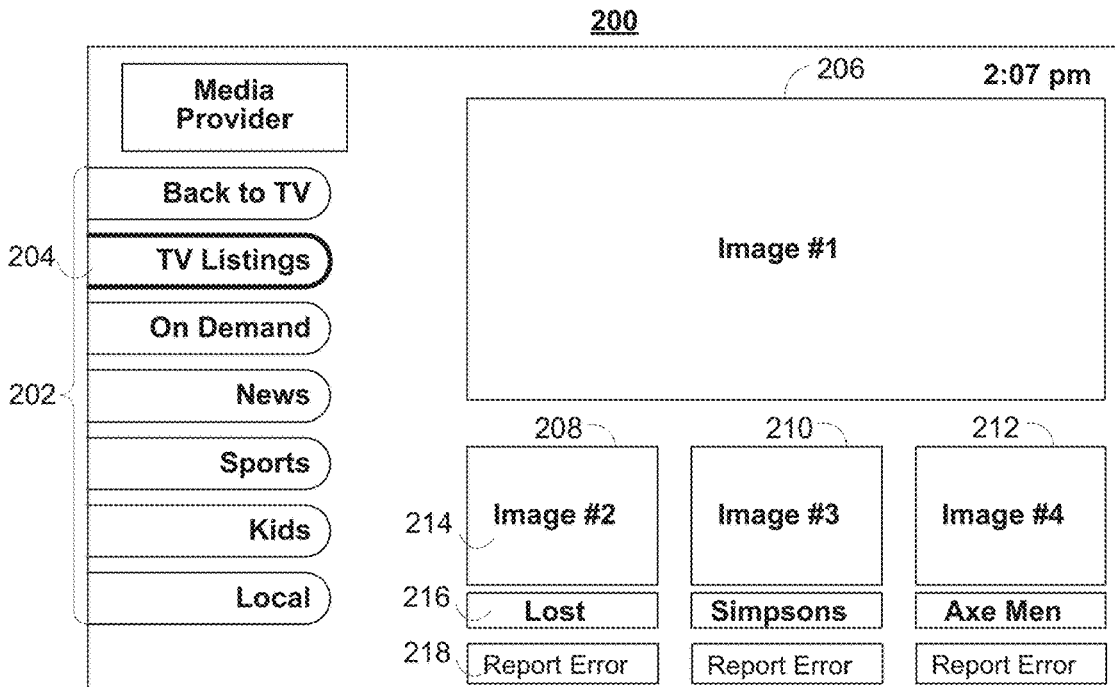 200
206
2:07 pm
Media
Provider
Image #1
Back to TV
204
TV Listings
On Demand
202
News
Sports
Kids
Local
208
210
212
214
Image #2
Image #3
Image #4
216
Lost
Simpsons
Axe Men
218
Report Error
Report Error
Report Error